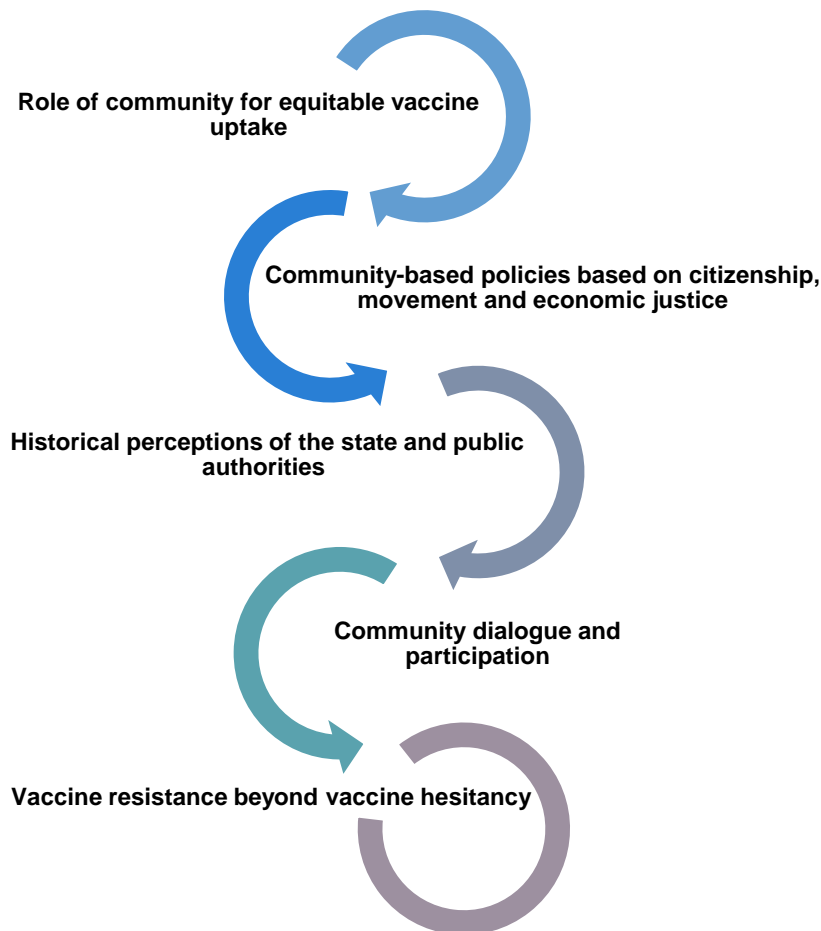 Role of community for equitable vaccine
uptake
Community-based policies based on citizenship,
movement and economic justice
Historical perceptions of the state and public
authorities
Community dialogue and
participation
Vaccine resistance beyond vaccine hesitancy